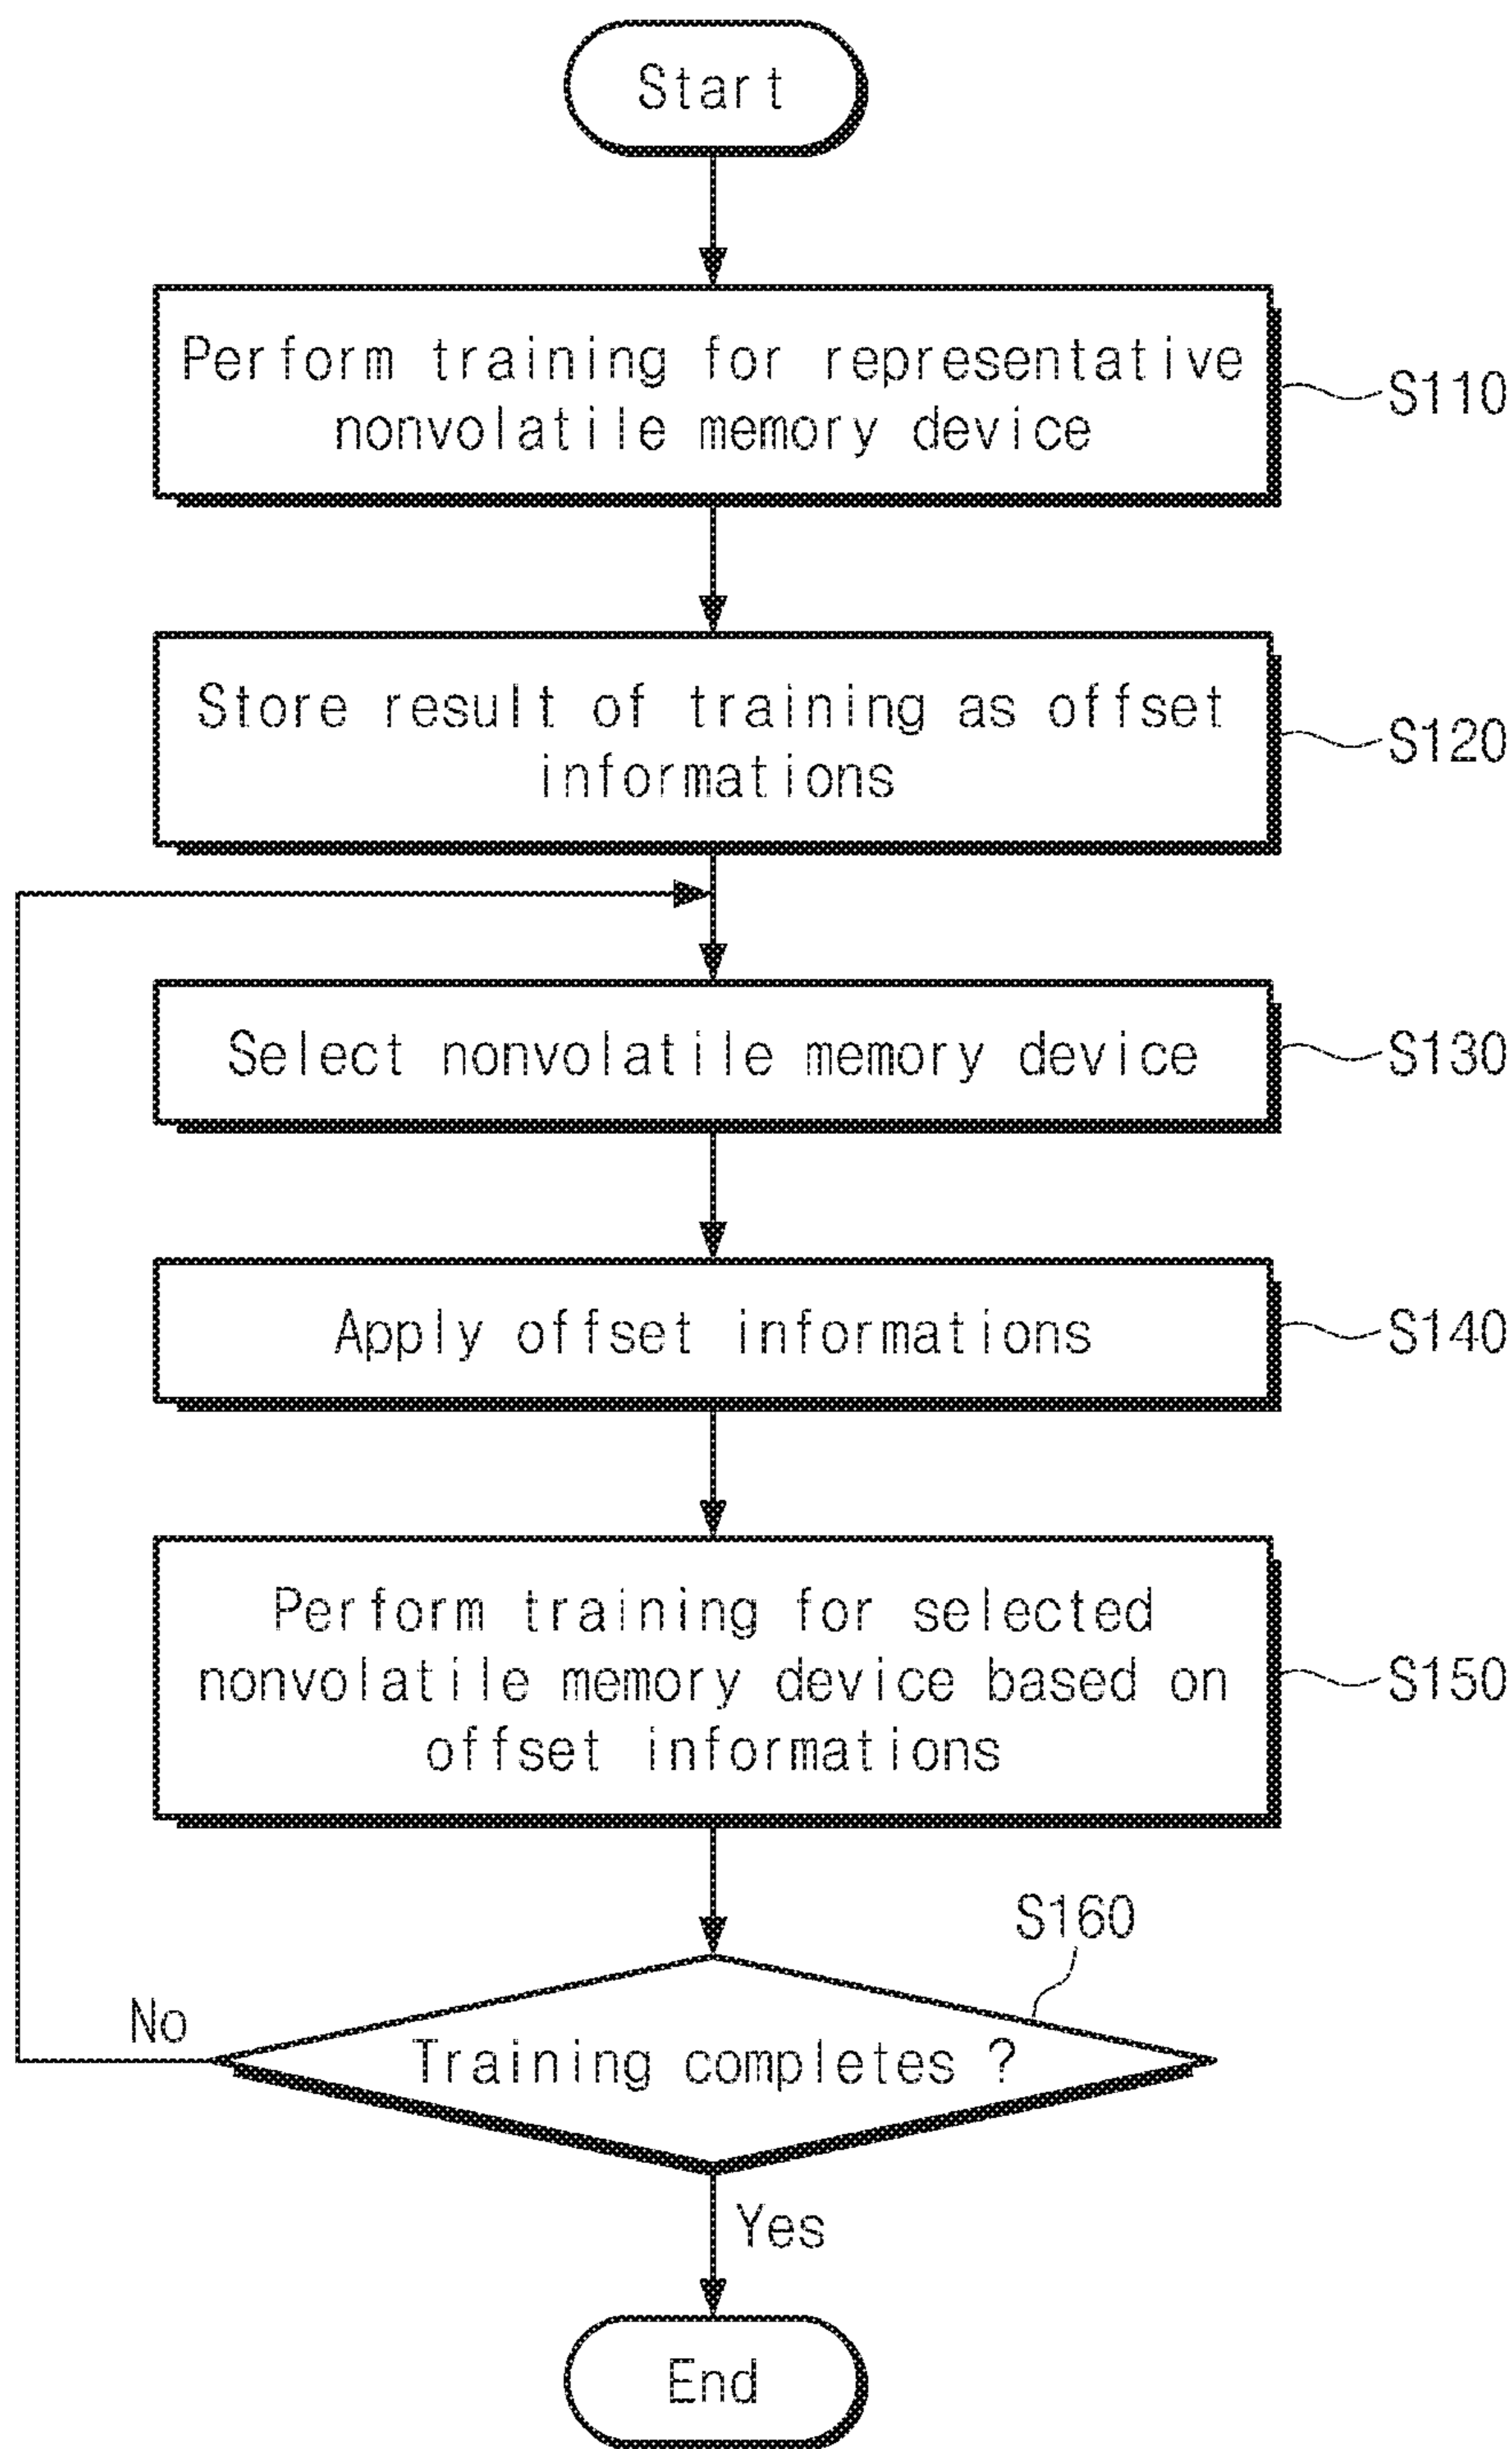 Start
Perform training for representative
nonvolatile memory device
S110
Store result of training as offset
informations
S120
Select nonvolatile memory device
S130
Apply offset informations
S140
Perform training for selected
nonvolatile memory device based on
offset informations
S150
S160
No
Training completes ?
Yes
End